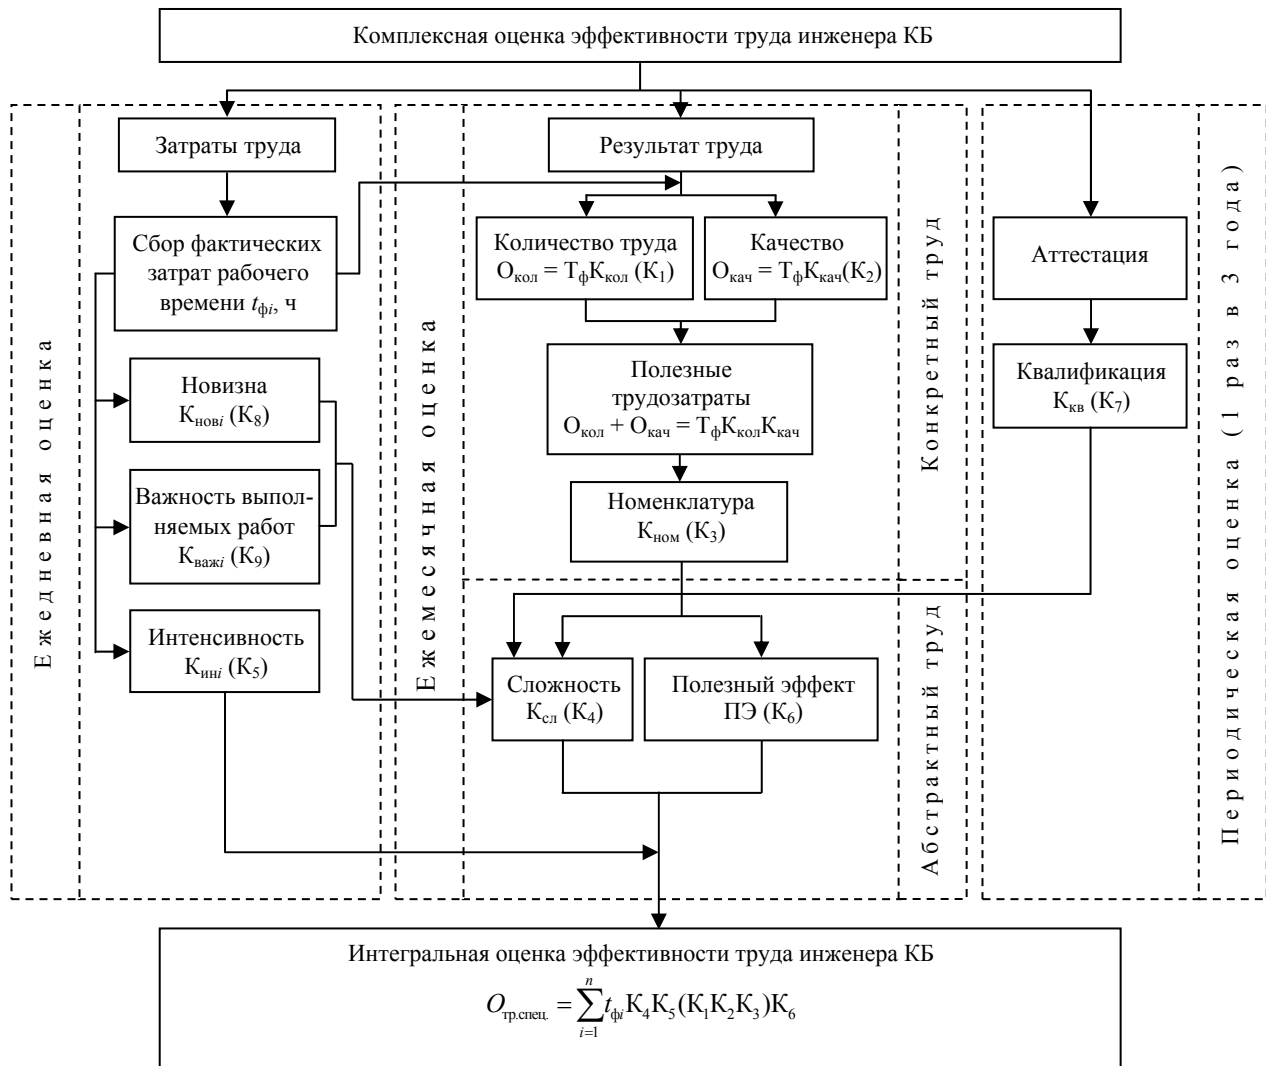 Комплексная оценка эффективности труда инженера КБ
Ежедневная оценка
Затраты труда
Сбор фактических
затрат рабочего
времени tфi, ч
Новизна
Кновi (К8)
Важность выпол-
няемых работ
Кважi (К9)
Интенсивность
Кинi (К5)
Ежемесячная оценка
Результат труда
Количество труда
Окол = ТфКкол (К1)
Качество
Окач = ТфКкач(К2)
Полезные
трудозатраты
Окол + Окач = ТфКколКкач
Номенклатура
Кном (К3)
Сложность
Ксл (К4)
Полезный эффект
ПЭ (К6)
Конкретный труд
Абстрактный труд
Аттестация
Квалификация
Ккв (К7)
Периодическая оценка (1 раз в 3 года)
Интегральная оценка эффективности труда инженера КБ
Oтр.спец. = ∑ⁿᵢ₌₁ tфiК4К5(К1К2К3)К6